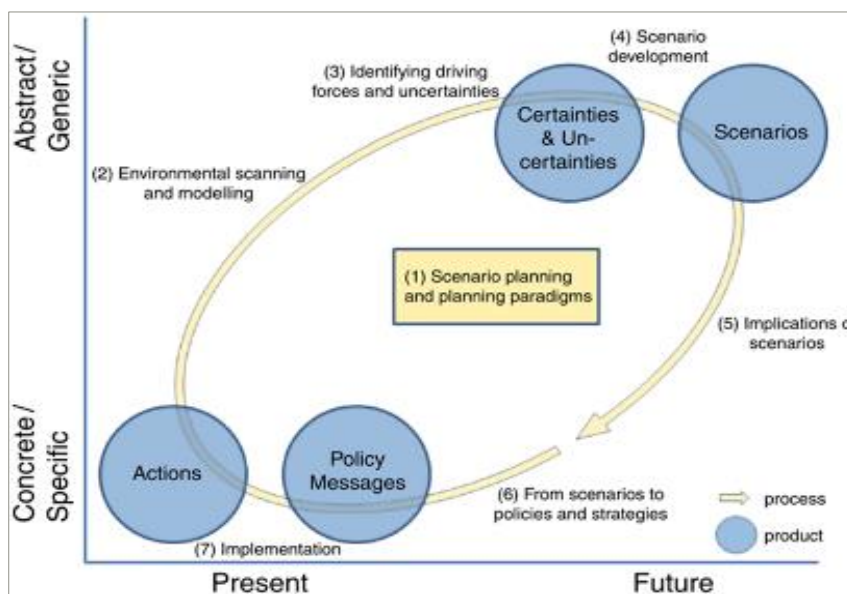 Abstract/
Generic
(4) Scenario
development
(3) Identifying driving
forces and uncertainties
Certainties
& Un-
certainties
Scenarios
(2) Environmental scanning
and modelling
(1) Scenario planning
and planning paradigms
(5) Implications o
scenarios
Concrete/
Specific
Actions
Policy
Messages
(6) From scenarios to
policies and strategies
process
product
(7) Implementation
Present
Future